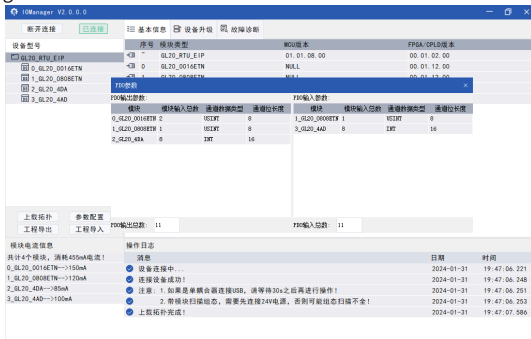 IOManager V2.0.0.0
断开连接 已连接 基本信息 设备升级 故障诊断
设备型号 序号 模块类型 MCU版本 FPGA/CPLD版本
GL20_RTU_EIP GL20_RTU_EIP 01.01.08.00 00.01.02.00
0_GL20_0016ETN 0 GL20_0016ETN NULL 00.01.12.00
1_GL20_0808ETN 1 GL20_0808ETN NULL 00.01.12.00
2_GL20_4DA
3_GL20_4AD
PDO参数 ×
PDO输出参数: PDO输入参数:
模块 模块输入总数 通道数据类型 通道位长度 模块 模块输入总数 通道数据类型 通道位长度
0_GL20_0016ETN 2 USINT 8 1_GL20_0808ETN 1 USINT 8
1_GL20_0808ETN 1 USINT 8 3_GL20_4AD 8 INT 16
2_GL20_4DA 8 INT 16
PDO输出总数: 11 PDO输入总数: 11
上载拓扑 参数配置
工程导出 工程导入
模块电流信息 操作日志
共计4个模块，消耗455mA电流! 消息 日期 时间
0_GL20_0016ETN-->150mA 设备连接中... 2024-01-31 19:47:06.221
1_GL20_0808ETN-->120mA 连接设备成功! 2024-01-31 19:47:06.248
2_GL20_4DA-->85mA 注意：1.如果是单耦合器连接USB，请等待30s之后再进行操作! 2024-01-31 19:47:06.251
3_GL20_4AD-->100mA 2.带模块扫描组态，需要先连接24V电源，否则可能组态扫描不全! 2024-01-31 19:47:06.253
上载拓扑完成! 2024-01-31 19:47:07.586